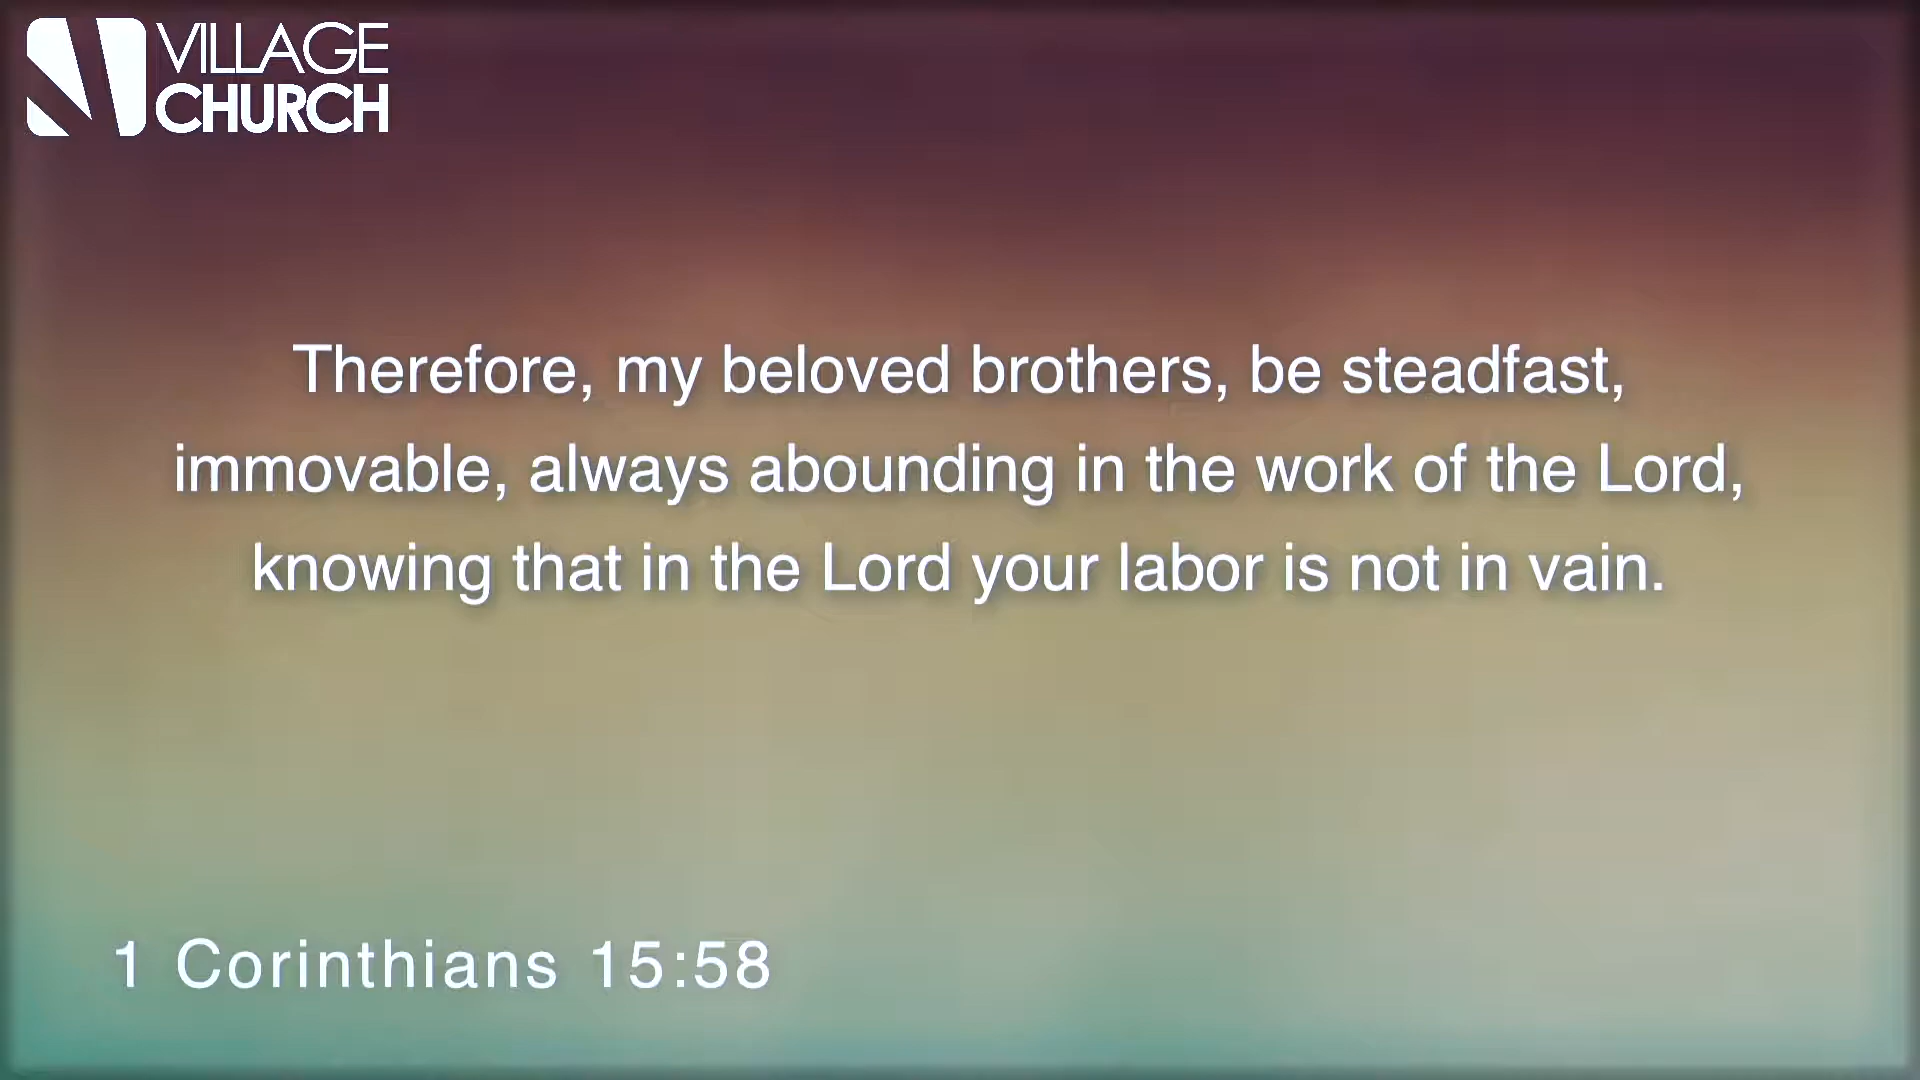 VILLAGE
CHURCH
Therefore, my beloved brothers, be steadfast,
immovable, always abounding in the work of the Lord,
knowing that in the Lord your labor is not in vain.
1 Corinthians 15:58